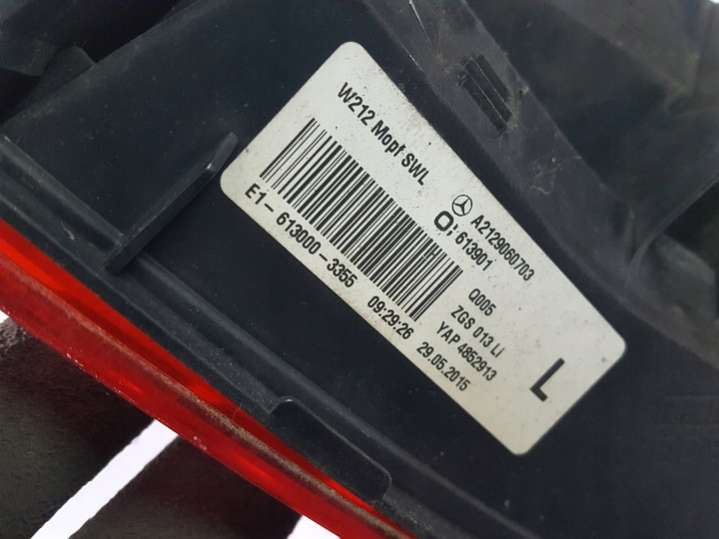 W212 Mopf SWL
A2129060703
613901
E1-613000-3355
09:29:26
29.05.2015
Q005
ZGS 013 Li
YAP 4852913
L